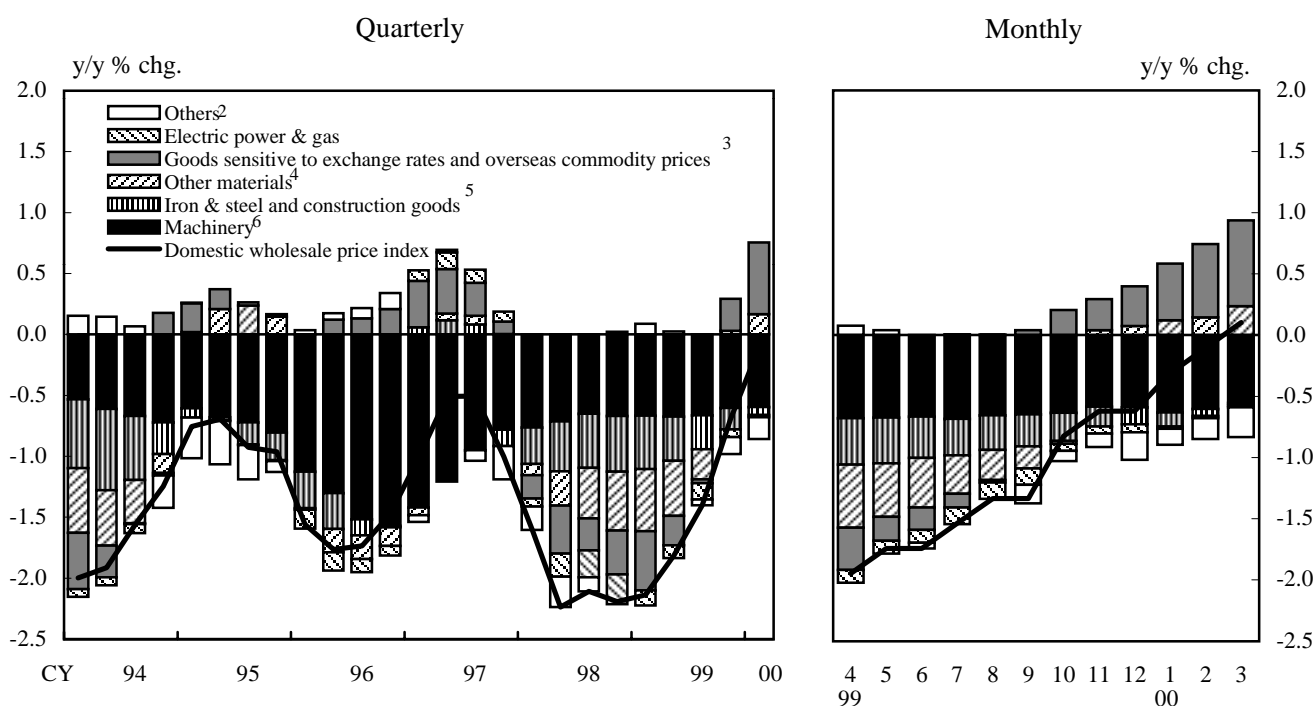 Quarterly
Monthly
y/y % chg.
y/y % chg.
2.0
1.5
1.0
0.5
0.0
-0.5
-1.0
-1.5
-2.0
-2.5
Others2
Electric power & gas
Goods sensitive to exchange rates and overseas commodity prices 3
Other materials4
Iron & steel and construction goods 5
Machinery6
Domestic wholesale price index
2.0
1.5
1.0
0.5
0.0
-0.5
-1.0
-1.5
-2.0
-2.5
CY 94 95 96 97 98 99 00
4 5 6 7 8 9 10 11 12 1 2 3
99 00